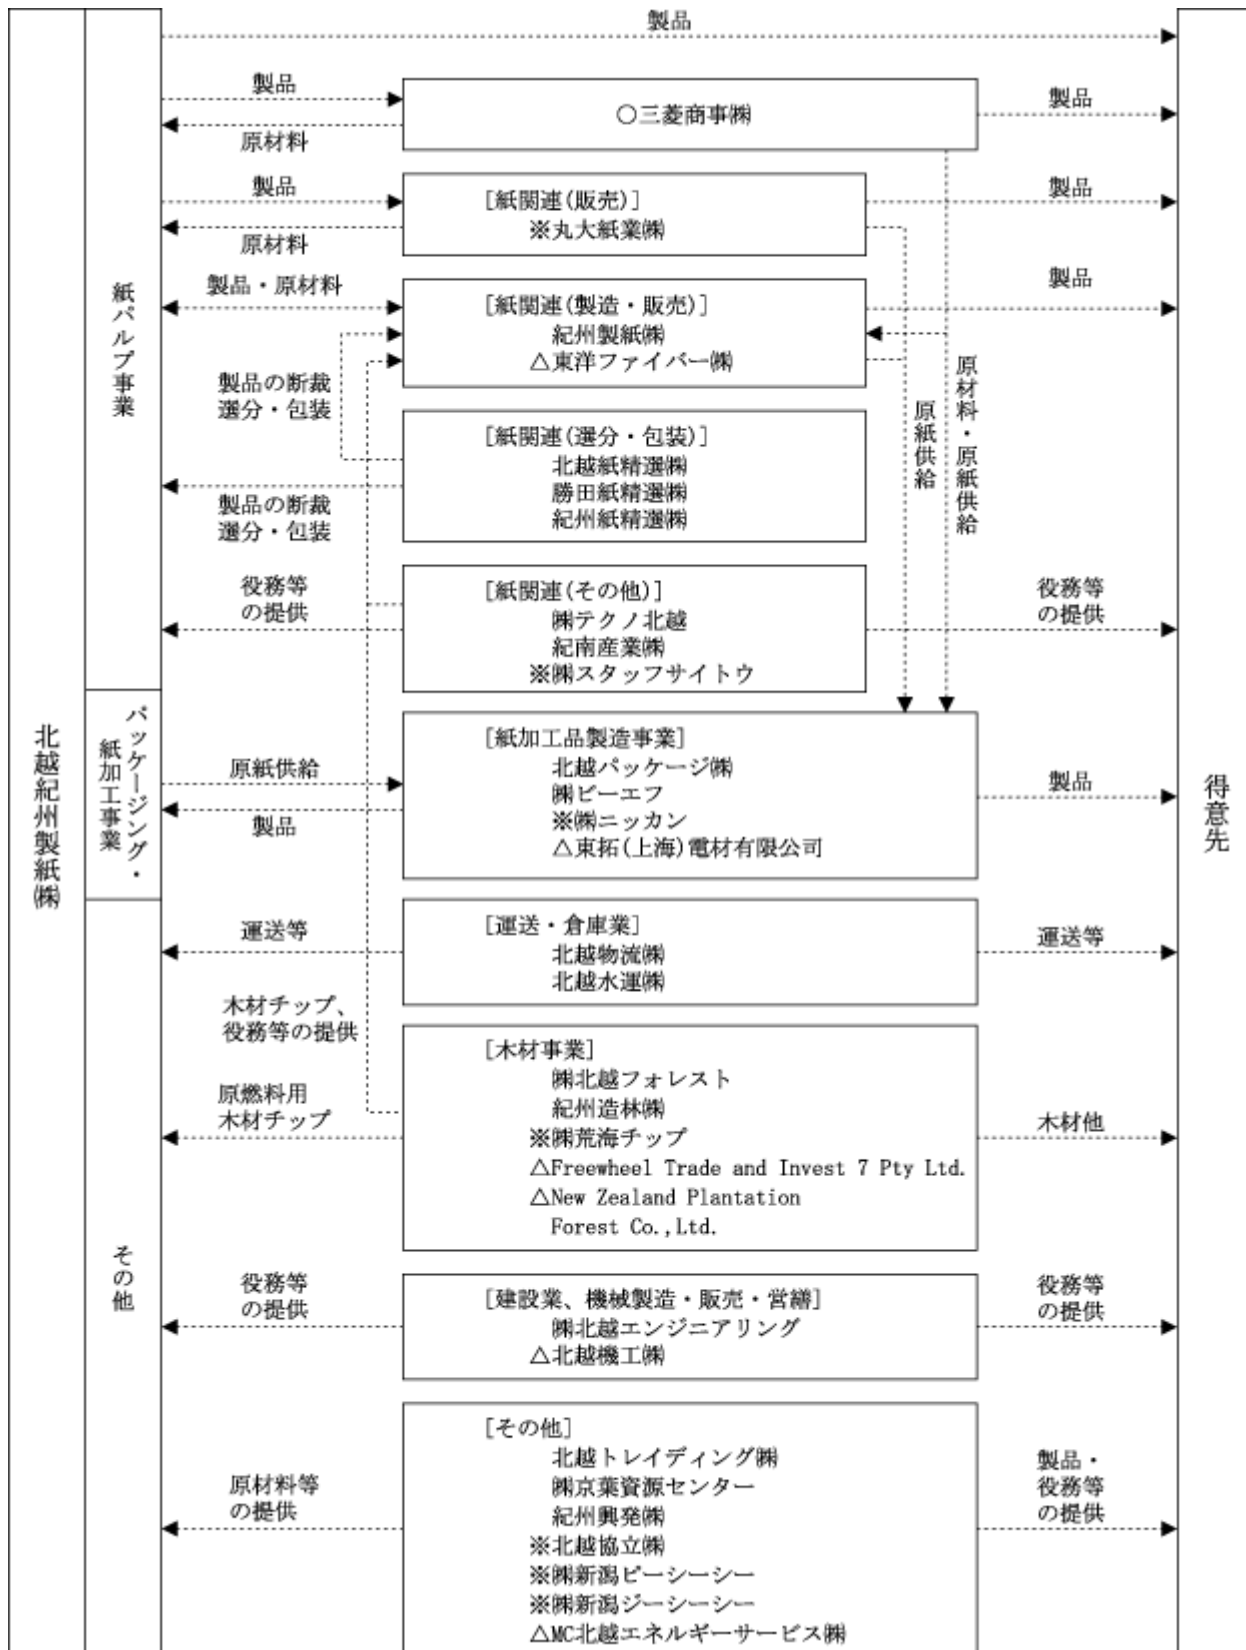 北越紀州製紙㈱
紙パルプ事業
パッケージング・
紙加工事業
その他
得意先
製品
製品
原材料
○三菱商事㈱
製品
製品
原材料
[紙関連(販売)]
※丸大紙業㈱
製品
製品・原材料
[紙関連(製造・販売)]
紀州製紙㈱
△東洋ファイバー㈱
製品
製品の断裁
選分・包装
原紙供給
原材料・原紙供給
[紙関連(選分・包装)]
北越紙精選㈱
勝田紙精選㈱
紀州紙精選㈱
製品の断裁
選分・包装
役務等
の提供
[紙関連(その他)]
㈱テクノ北越
紀南産業㈱
※㈱スタッフサイトウ
役務等
の提供
原紙供給
製品
[紙加工品製造事業]
北越パッケージ㈱
㈱ビーエフ
※㈱ニッカン
△東拓(上海)電材有限公司
製品
運送等
[運送・倉庫業]
北越物流㈱
北越水運㈱
運送等
木材チップ、
役務等の提供
原燃料用
木材チップ
[木材事業]
㈱北越フォレスト
紀州造林㈱
※㈱荒海チップ
△Freewheel Trade and Invest 7 Pty Ltd.
△New Zealand Plantation
Forest Co.,Ltd.
木材他
役務等
の提供
[建設業、機械製造・販売・営繕]
㈱北越エンジニアリング
△北越機工㈱
役務等
の提供
原材料等
の提供
[その他]
北越トレイディング㈱
㈱京葉資源センター
紀州興発㈱
※北越協立㈱
※㈱新潟ピーシーシー
※㈱新潟ジーシーシー
△MC北越エネルギーサービス㈱
製品・
役務等
の提供